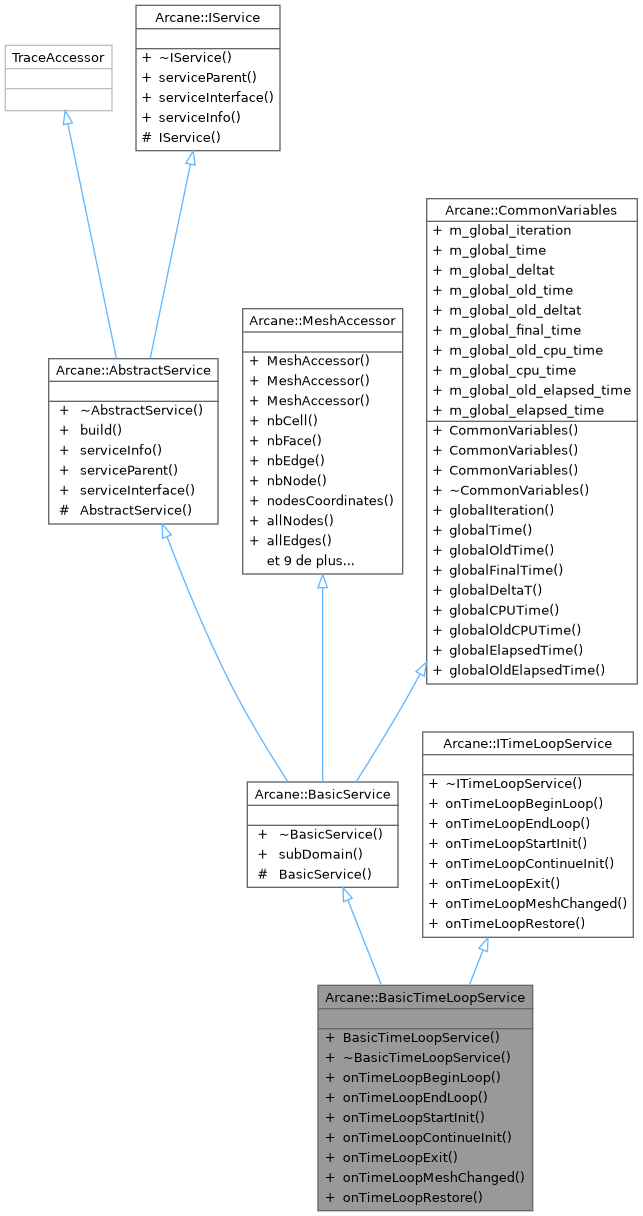 Arcane::IService
+ ~IService()
+ serviceParent()
+ serviceInterface()
+ serviceInfo()
# IService()
TraceAccessor
Arcane::CommonVariables
+ m_global_iteration
+ m_global_time
+ m_global_deltat
+ m_global_old_time
+ m_global_old_deltat
+ m_global_final_time
+ m_global_old_cpu_time
+ m_global_cpu_time
+ m_global_old_elapsed_time
+ m_global_elapsed_time
+ CommonVariables()
+ CommonVariables()
+ CommonVariables()
+ ~CommonVariables()
+ globalIteration()
+ globalTime()
+ globalOldTime()
+ globalFinalTime()
+ globalDeltaT()
+ globalCPUTime()
+ globalOldCPUTime()
+ globalElapsedTime()
+ globalOldElapsedTime()
Arcane::MeshAccessor
+ MeshAccessor()
+ MeshAccessor()
+ MeshAccessor()
+ nbCell()
+ nbFace()
+ nbEdge()
+ nbNode()
+ nodesCoordinates()
+ allNodes()
+ allEdges()
et 9 de plus...
Arcane::AbstractService
+ ~AbstractService()
+ build()
+ serviceInfo()
+ serviceParent()
+ serviceInterface()
# AbstractService()
Arcane::BasicService
+ ~BasicService()
+ subDomain()
# BasicService()
Arcane::ITimeLoopService
+ ~ITimeLoopService()
+ onTimeLoopBeginLoop()
+ onTimeLoopEndLoop()
+ onTimeLoopStartInit()
+ onTimeLoopContinueInit()
+ onTimeLoopExit()
+ onTimeLoopMeshChanged()
+ onTimeLoopRestore()
Arcane::BasicTimeLoopService
+ BasicTimeLoopService()
+ ~BasicTimeLoopService()
+ onTimeLoopBeginLoop()
+ onTimeLoopEndLoop()
+ onTimeLoopStartInit()
+ onTimeLoopContinueInit()
+ onTimeLoopExit()
+ onTimeLoopMeshChanged()
+ onTimeLoopRestore()